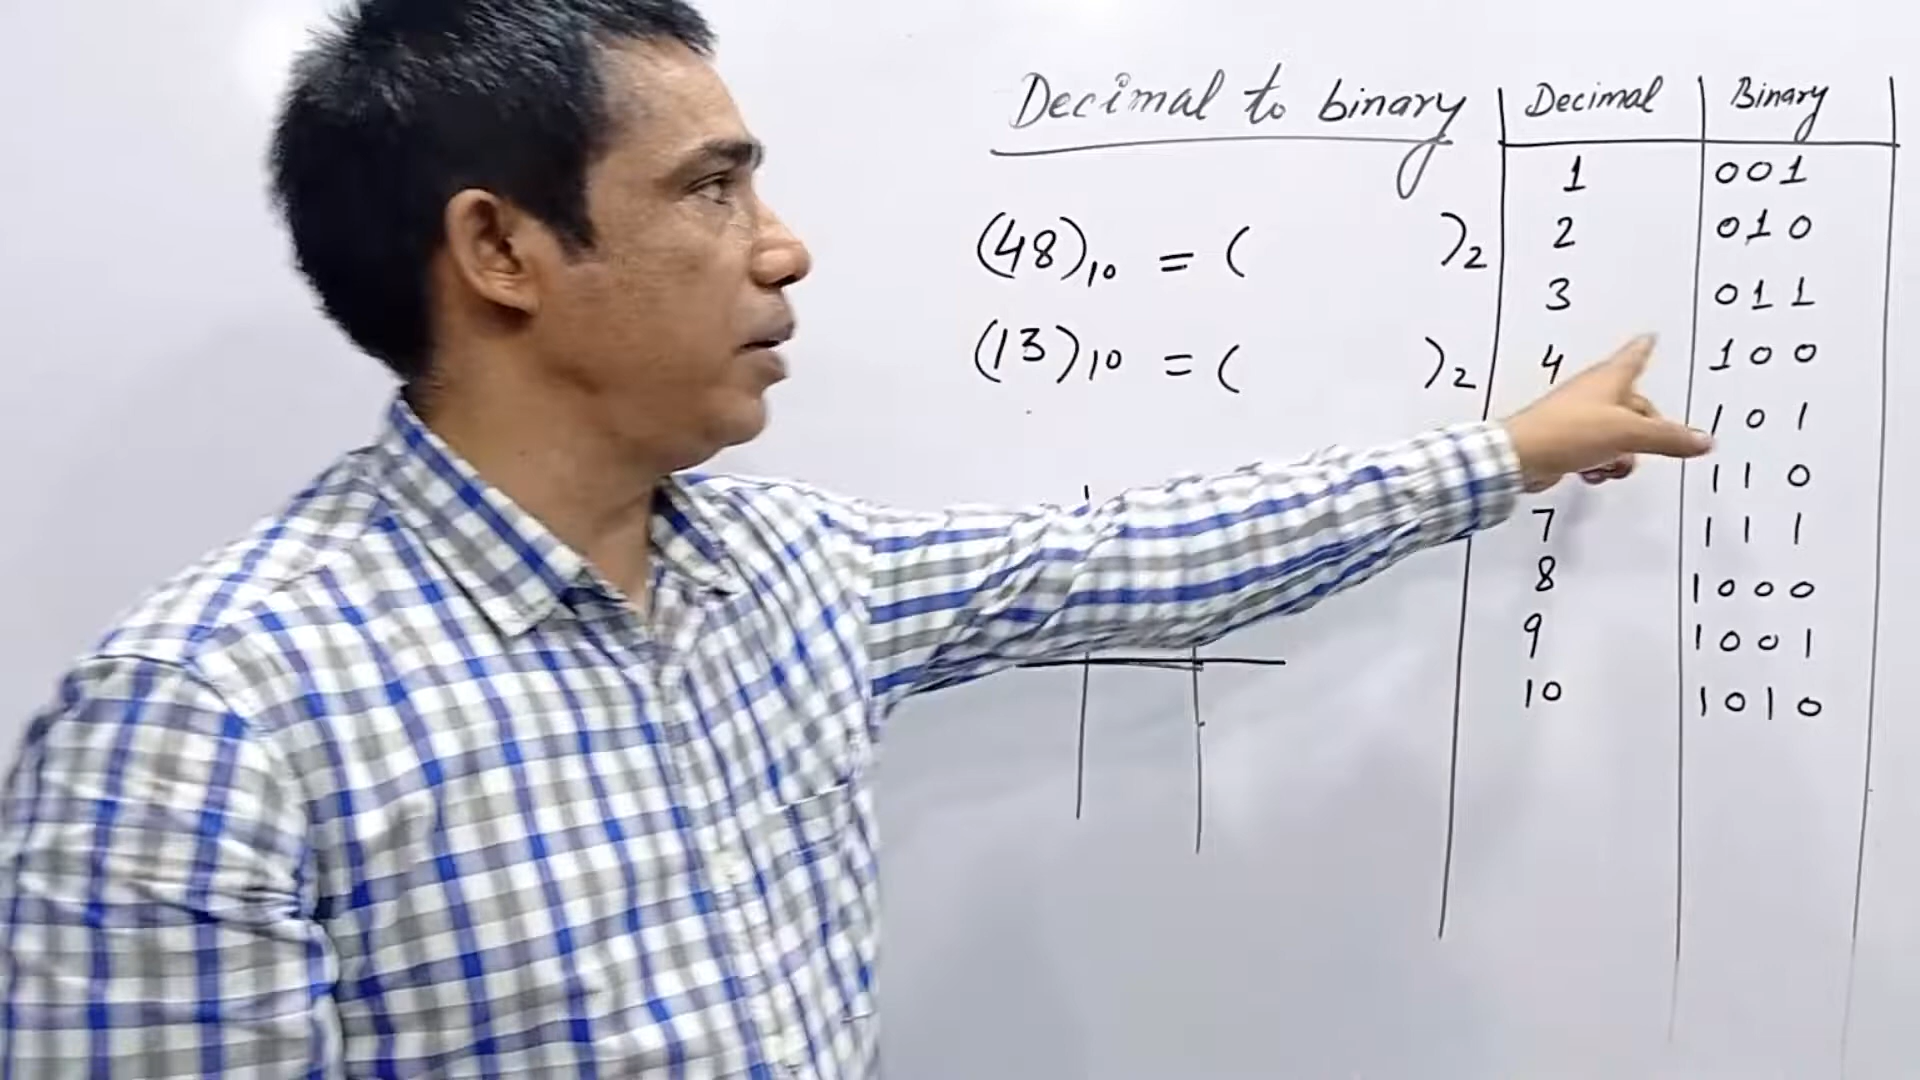 Decimal to binary
(48)10 = ( )2
(13)10 = ( )2
Decimal Binary
1 001
2 010
3 011
4 100
101
110
7 111
8 1000
9 1001
10 1010